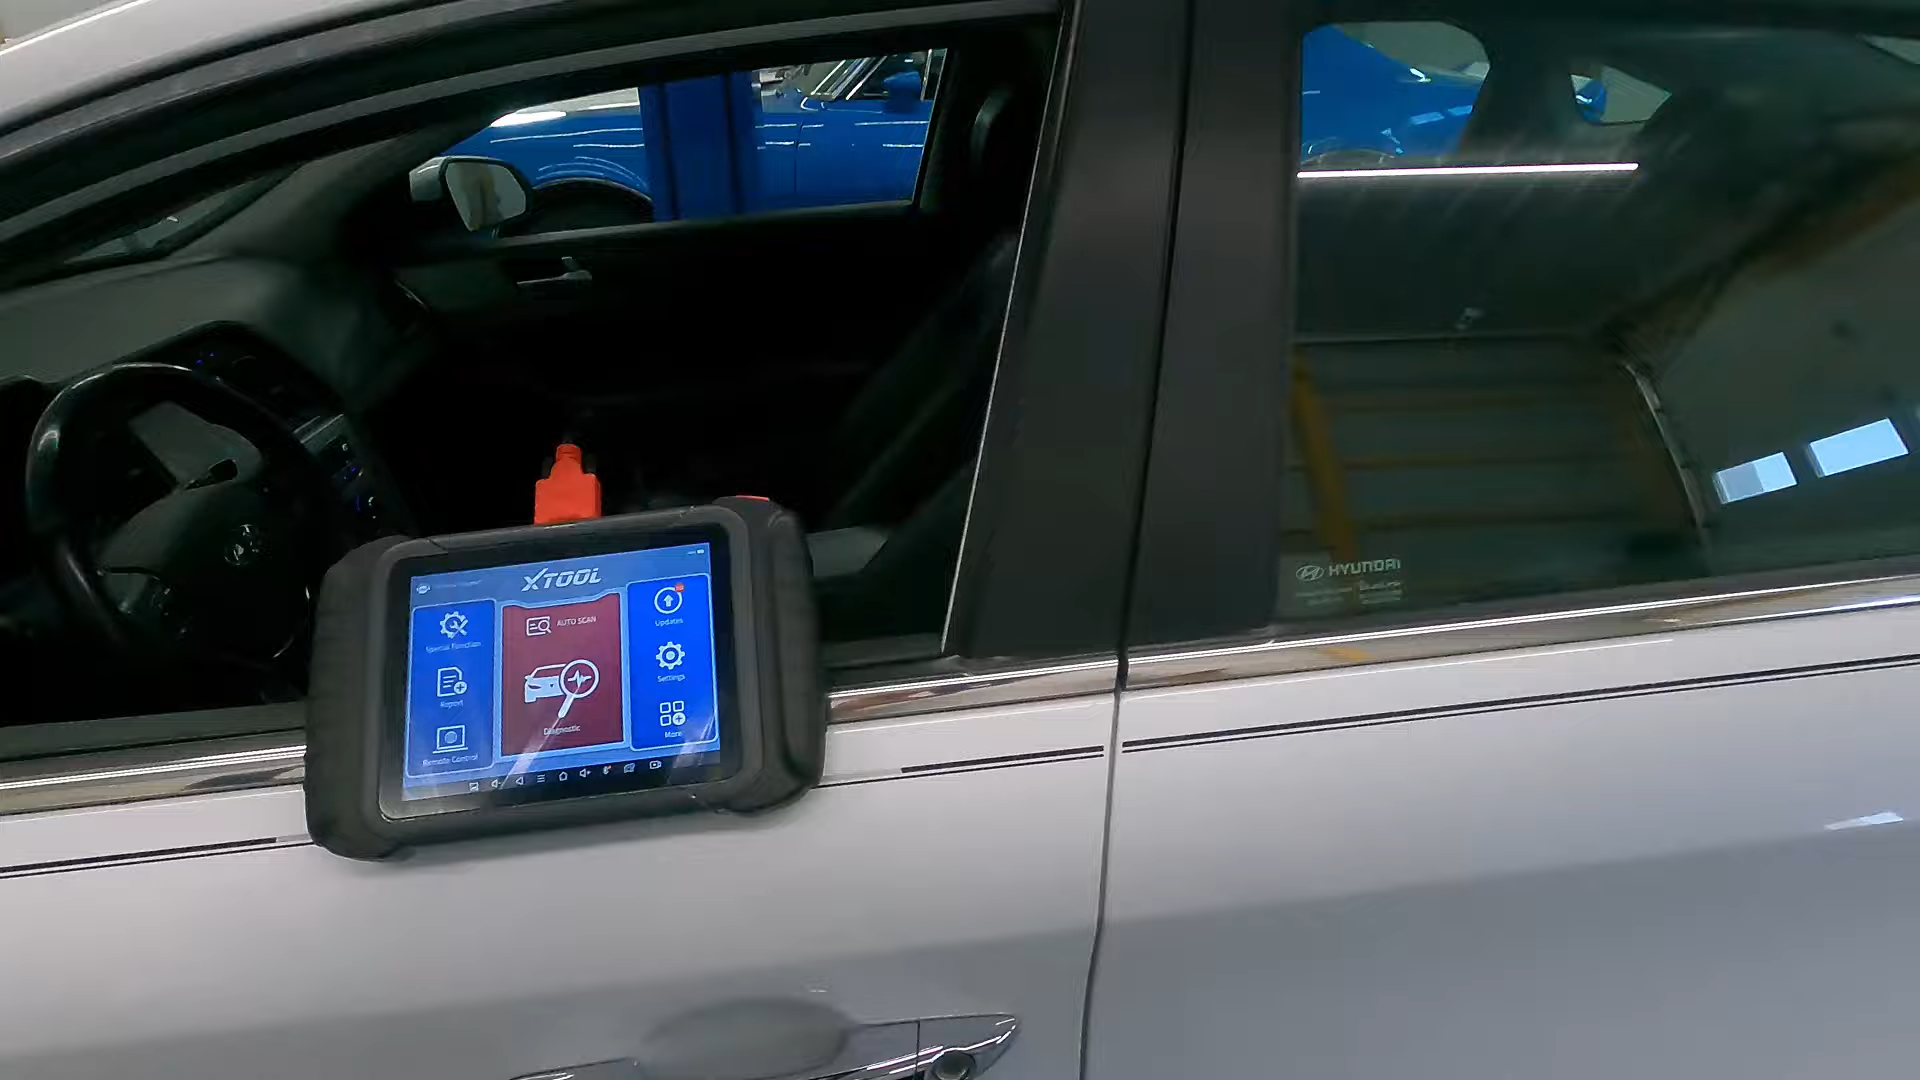 XTOOL
AUTO SCAN
Diagnostic
Special Function
Report
Remote Control
Updates
Settings
More
HYUNDAI